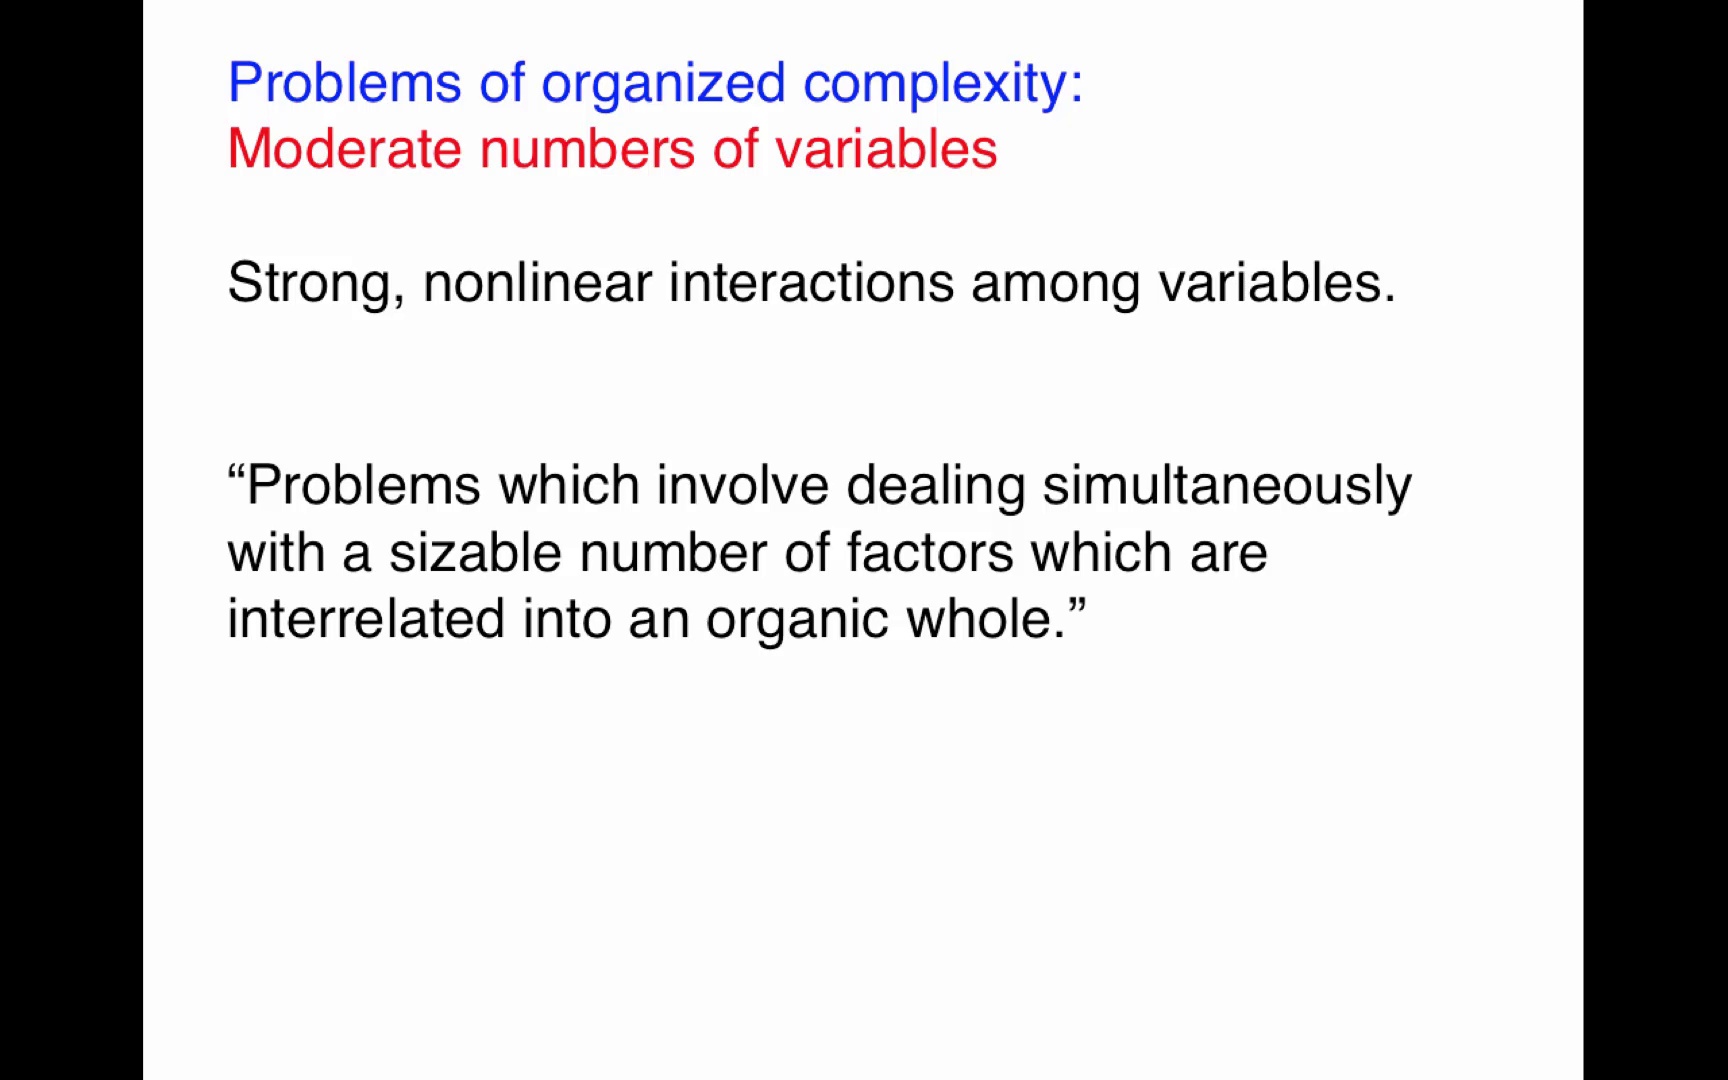 Problems of organized complexity:
Moderate numbers of variables
Strong, nonlinear interactions among variables.
“Problems which involve dealing simultaneously
with a sizable number of factors which are
interrelated into an organic whole.”